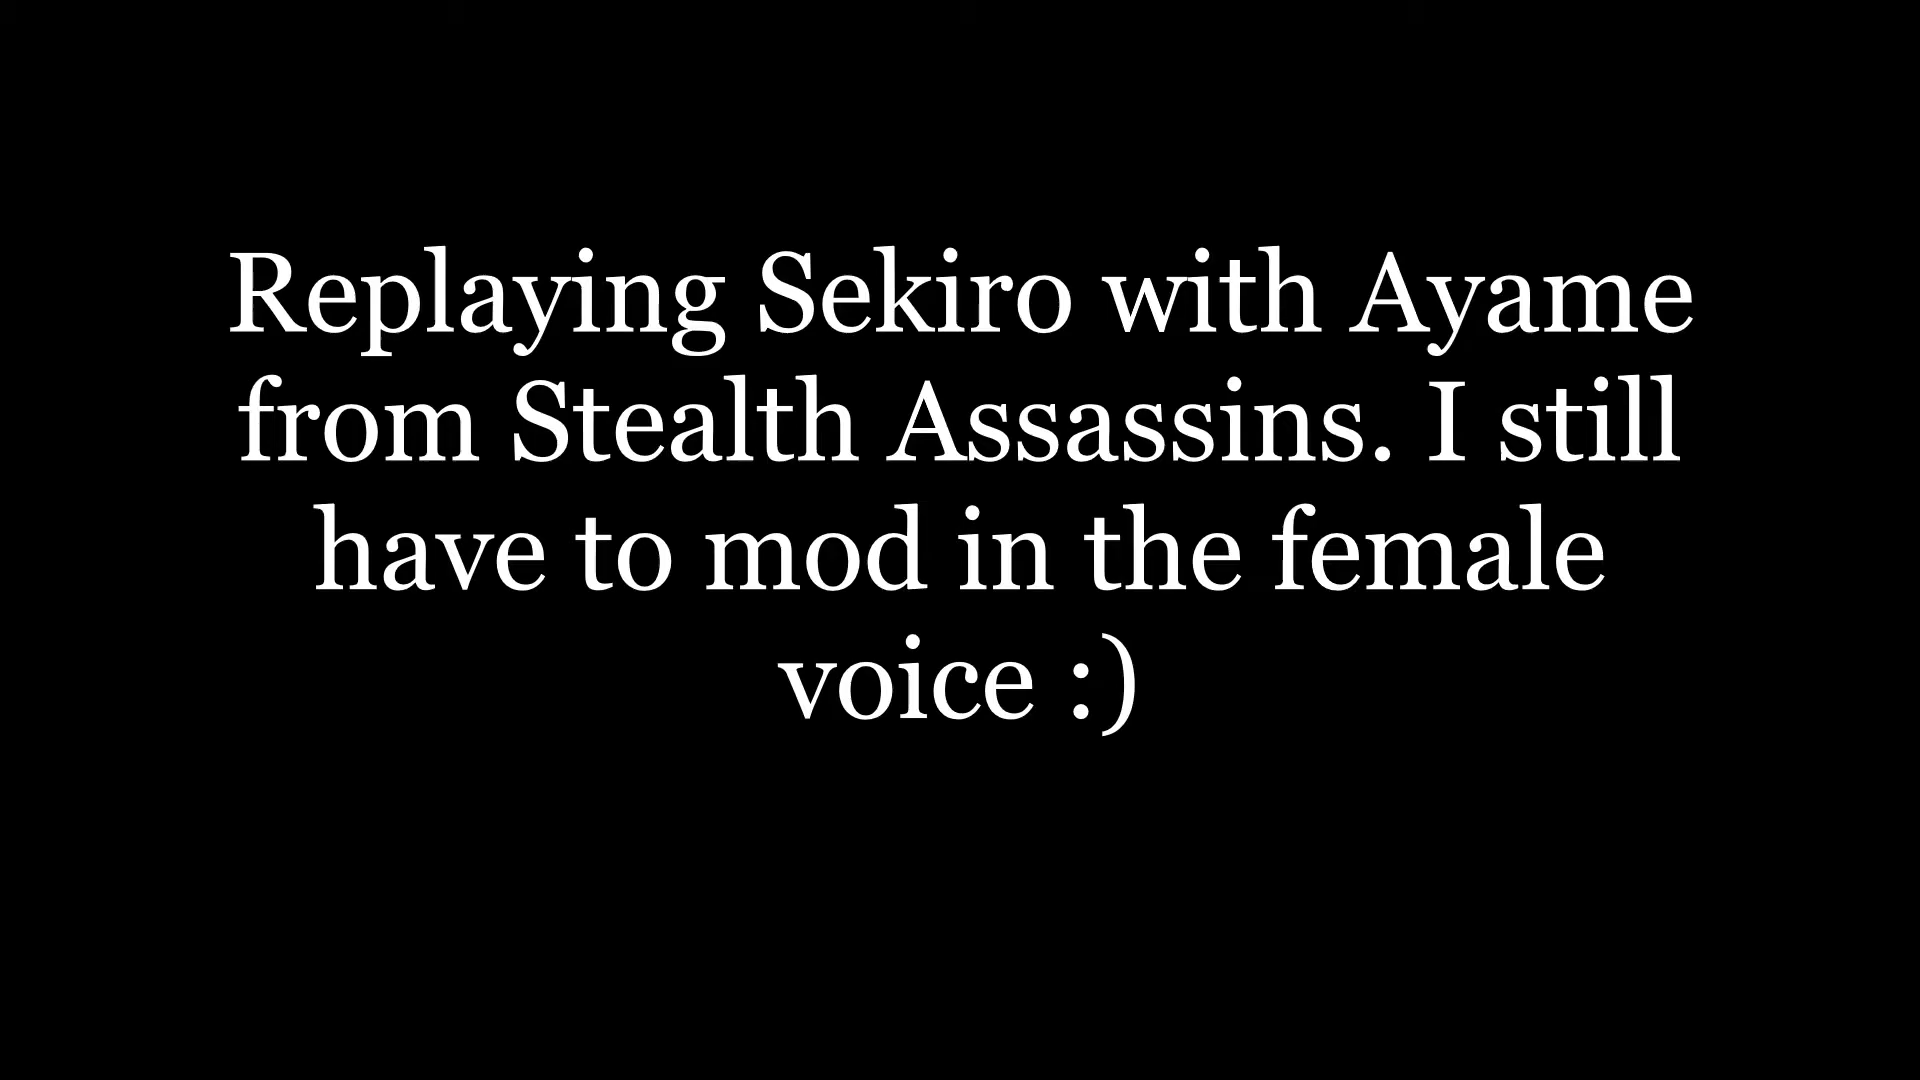 Replaying Sekiro with Ayame
from Stealth Assassins. I still
have to mod in the female
voice :)